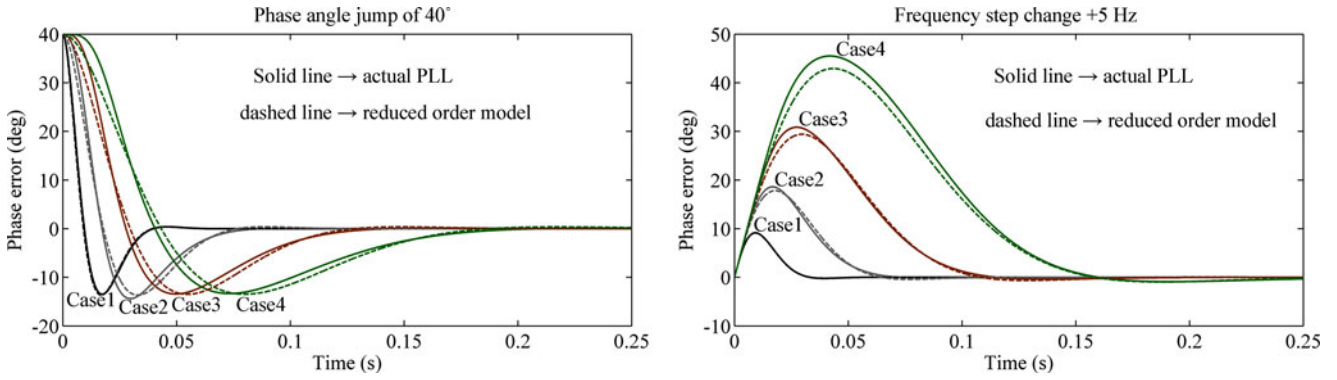 Phase angle jump of 40°
40
30
20
10
0
-10
-20
Phase error (deg)
Solid line → actual PLL
dashed line → reduced order model
Case1
Case2
Case3
Case4
0
0.05
0.1
0.15
0.2
0.25
Time (s)
Frequency step change +5 Hz
50
40
30
20
10
0
-10
Phase error (deg)
Case4
Solid line → actual PLL
dashed line → reduced order model
Case3
Case2
Case1
0
0.05
0.1
0.15
0.2
0.25
Time (s)